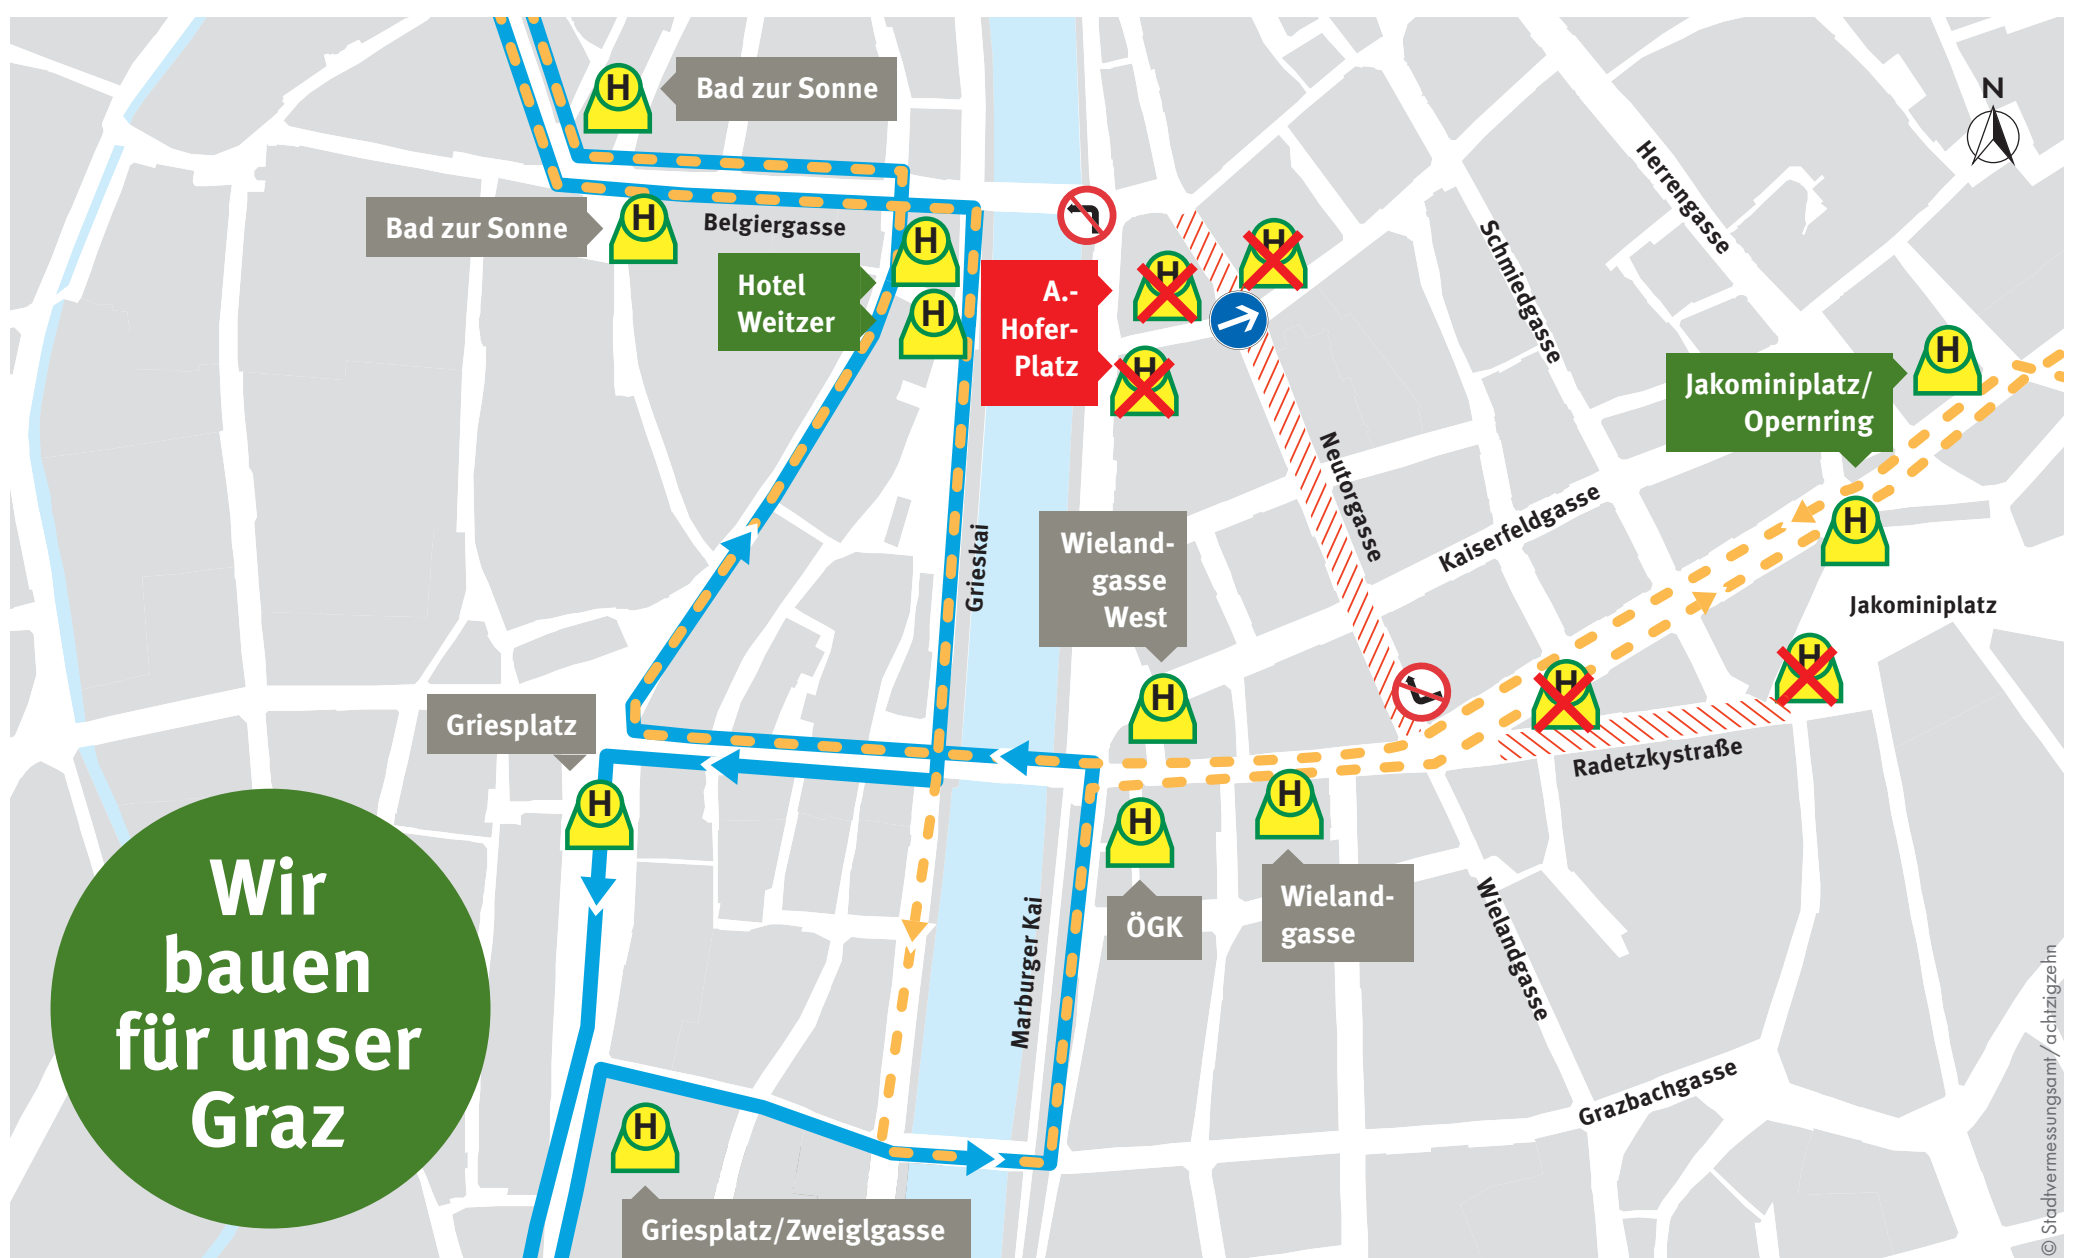 H
Bad zur Sonne
N
Herrengasse
H
Bad zur Sonne
Belgiergasse
H
H
H
Schmiedgasse
Hotel
Weitzer
H
A.-
Hofer-
Platz
H
H
Jakominiplatz/
Opernring
Neutorgasse
Kaiserfeldgasse
H
Grieskai
Wieland-
gasse
West
Jakominiplatz
H
H
H
Griesplatz
Radetzkystraße
H
H
H
Wir
bauen
für unser
Graz
Wieland-
gasse
ÖGK
Marburger Kai
Wielandgasse
Grazbachgasse
H
Griesplatz/Zweiglgasse
© Stadtvermessungsamt/achtzigzehn